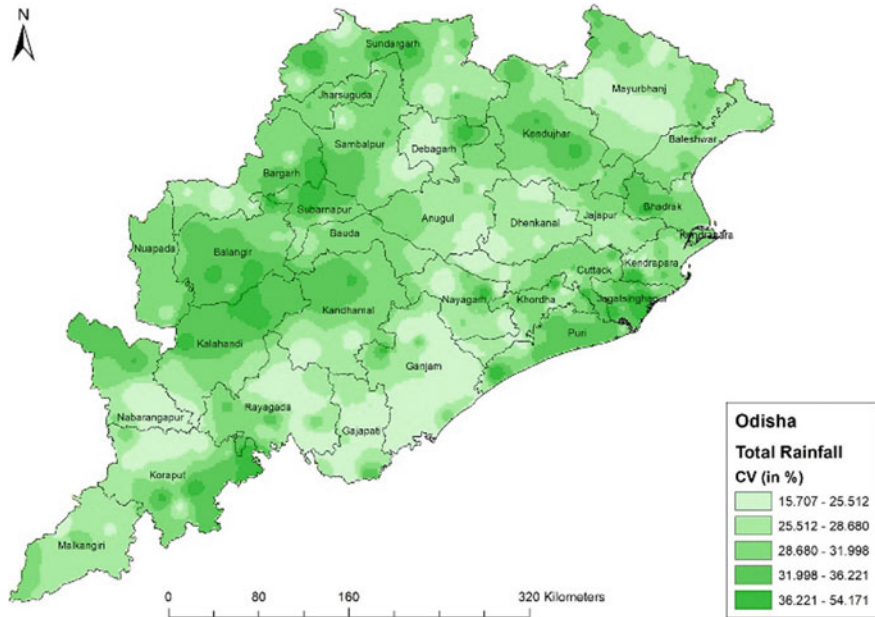 N
Sundargarh
Jharsuguda
Mayurbhanj
Kendujhar
Sambalpur
Debagarh
Baleshwar
Bargarh
Subarnapur
Anugul
Dhenkanal
Jajapur
Bhadrak
Bauda
Nuapada
Balangir
Kendrapara
Kendrapara
Cuttack
Kandhamal
Nayagarh
Khordha
Jagatsinghapur
Puri
Kalahandi
Ganjam
Nabarangapur
Rayagada
Gajapati
Koraput
Malkangiri
Odisha
Total Rainfall
CV (in %)
15.707 - 25.512
25.512 - 28.680
28.680 - 31.998
31.998 - 36.221
36.221 - 54.171
0 80 160 320 Kilometers